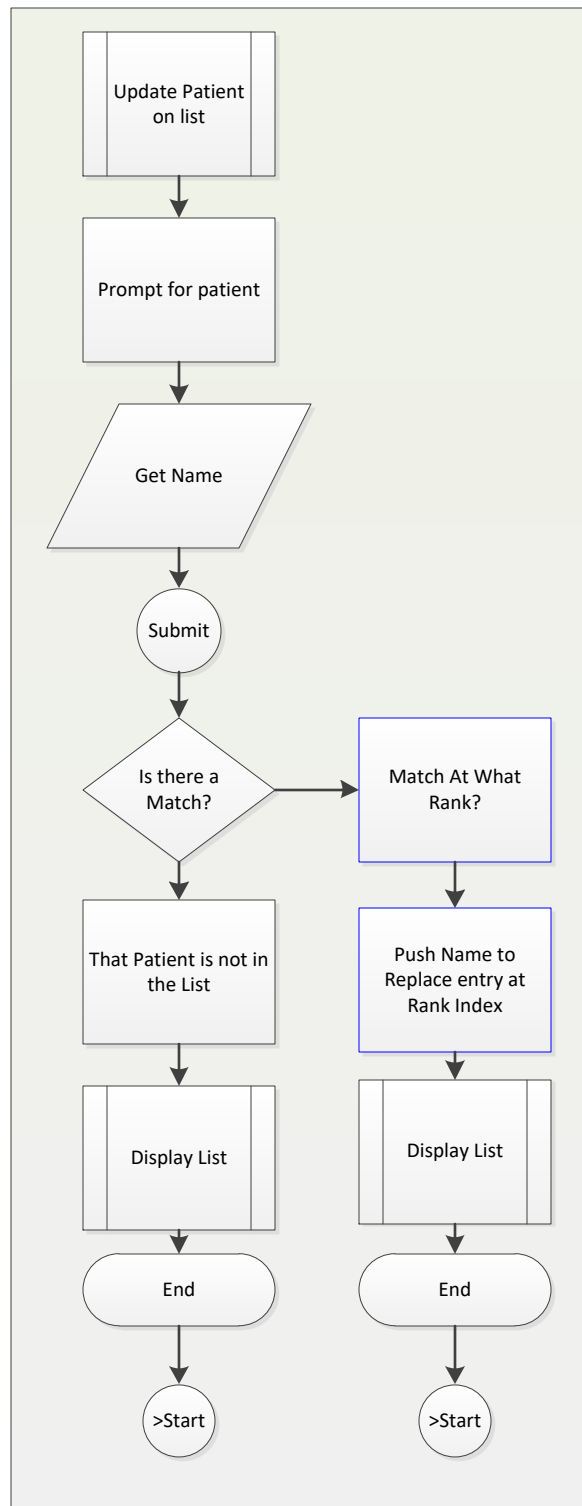 Update Patient
on list
Prompt for patient
Get Name
Submit
Is there a
Match?
Match At What
Rank?
That Patient is not in
the List
Push Name to
Replace entry at
Rank Index
Display List
Display List
End
End
>Start
>Start